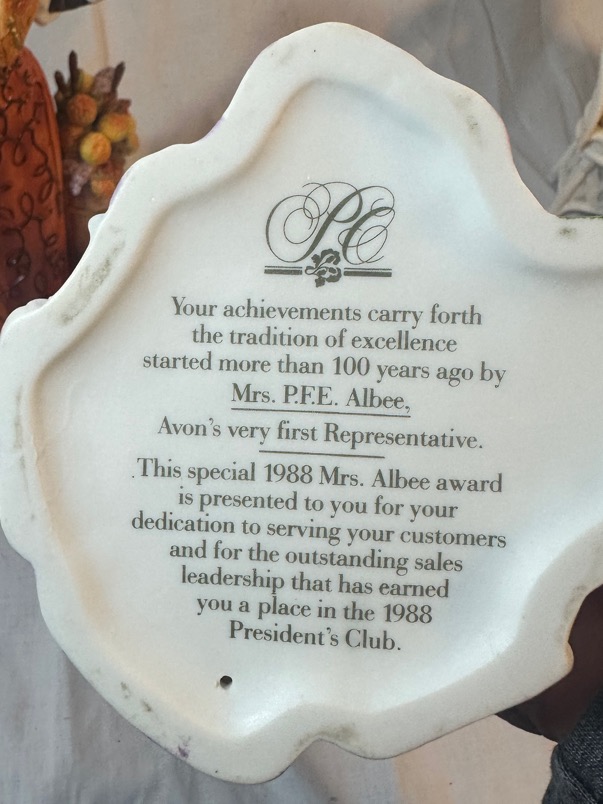 PE
Your achievements carry forth
the tradition of excellence
started more than 100 years ago by
Mrs. P.F.E. Albee,
Avon's very first Representative.
This special 1988 Mrs. Albee award
is presented to you for your
dedication to serving your customers
and for the outstanding sales
leadership that has earned
you a place in the 1988
President's Club.